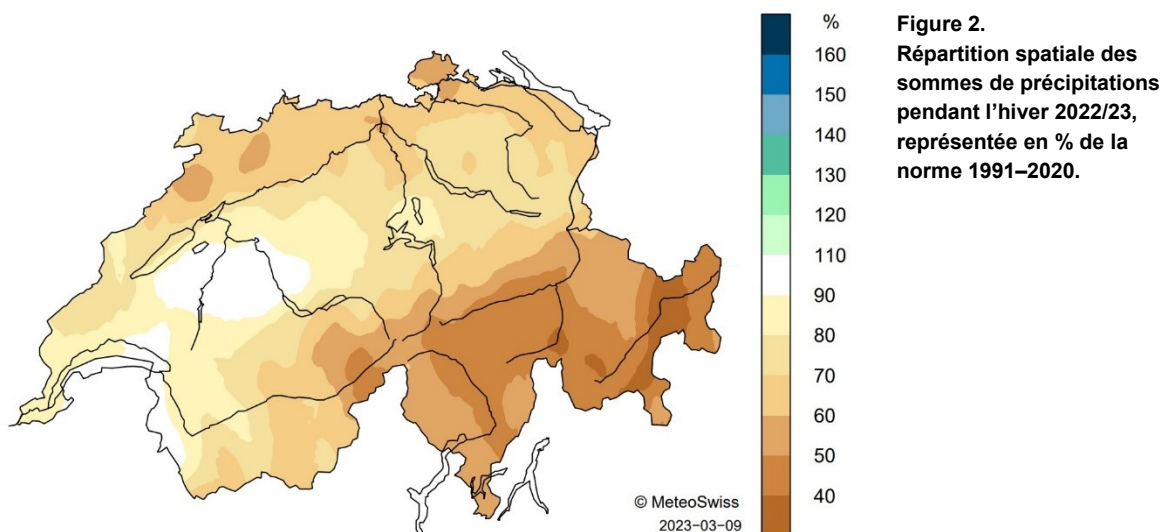 %
160
150
140
130
120
110
90
80
70
60
50
40
© MeteoSwiss
2023-03-09
Figure 2.
Répartition spatiale des
sommes de précipitations
pendant l'hiver 2022/23,
représentée en % de la
norme 1991–2020.